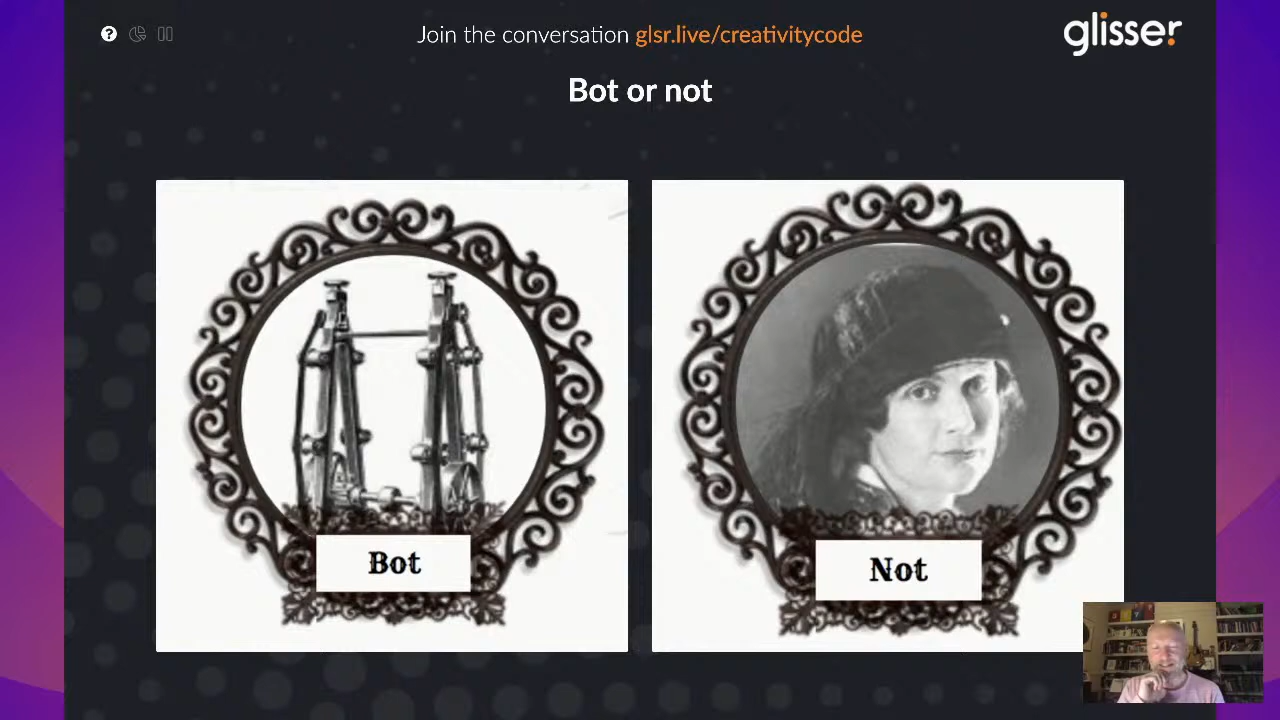 Join the conversation glsr.live/creativitycode
glisser.
Bot or not
Bot
Not